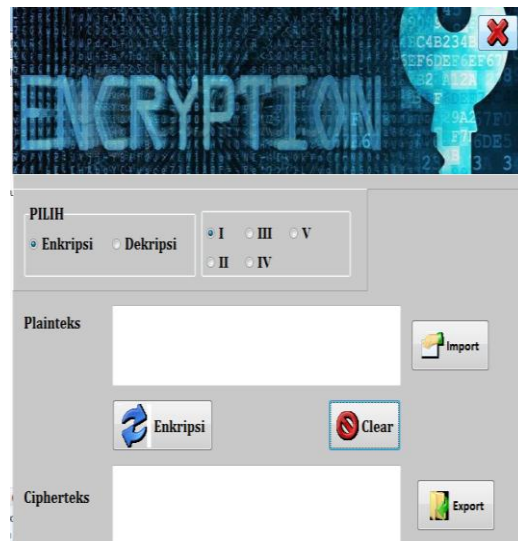 ENCRYPTION
PILIH
Enkripsi Dekripsi
I III V
II IV
Plainteks
Import
Enkripsi Clear
Cipherteks
Export